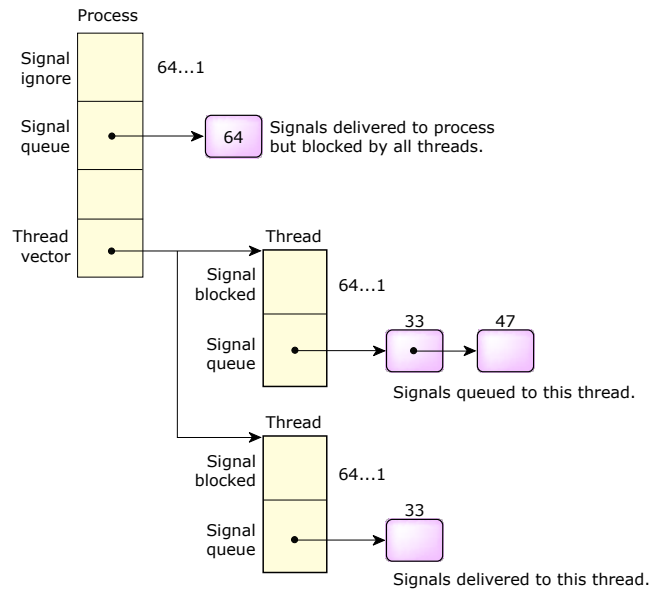 Process
Signal
ignore
64...1
Signal
queue
64
Signals delivered to process
but blocked by all threads.
Thread
vector
Thread
Signal
blocked
64...1
Signal
queue
33
47
Signals queued to this thread.
Thread
Signal
blocked
64...1
Signal
queue
33
Signals delivered to this thread.